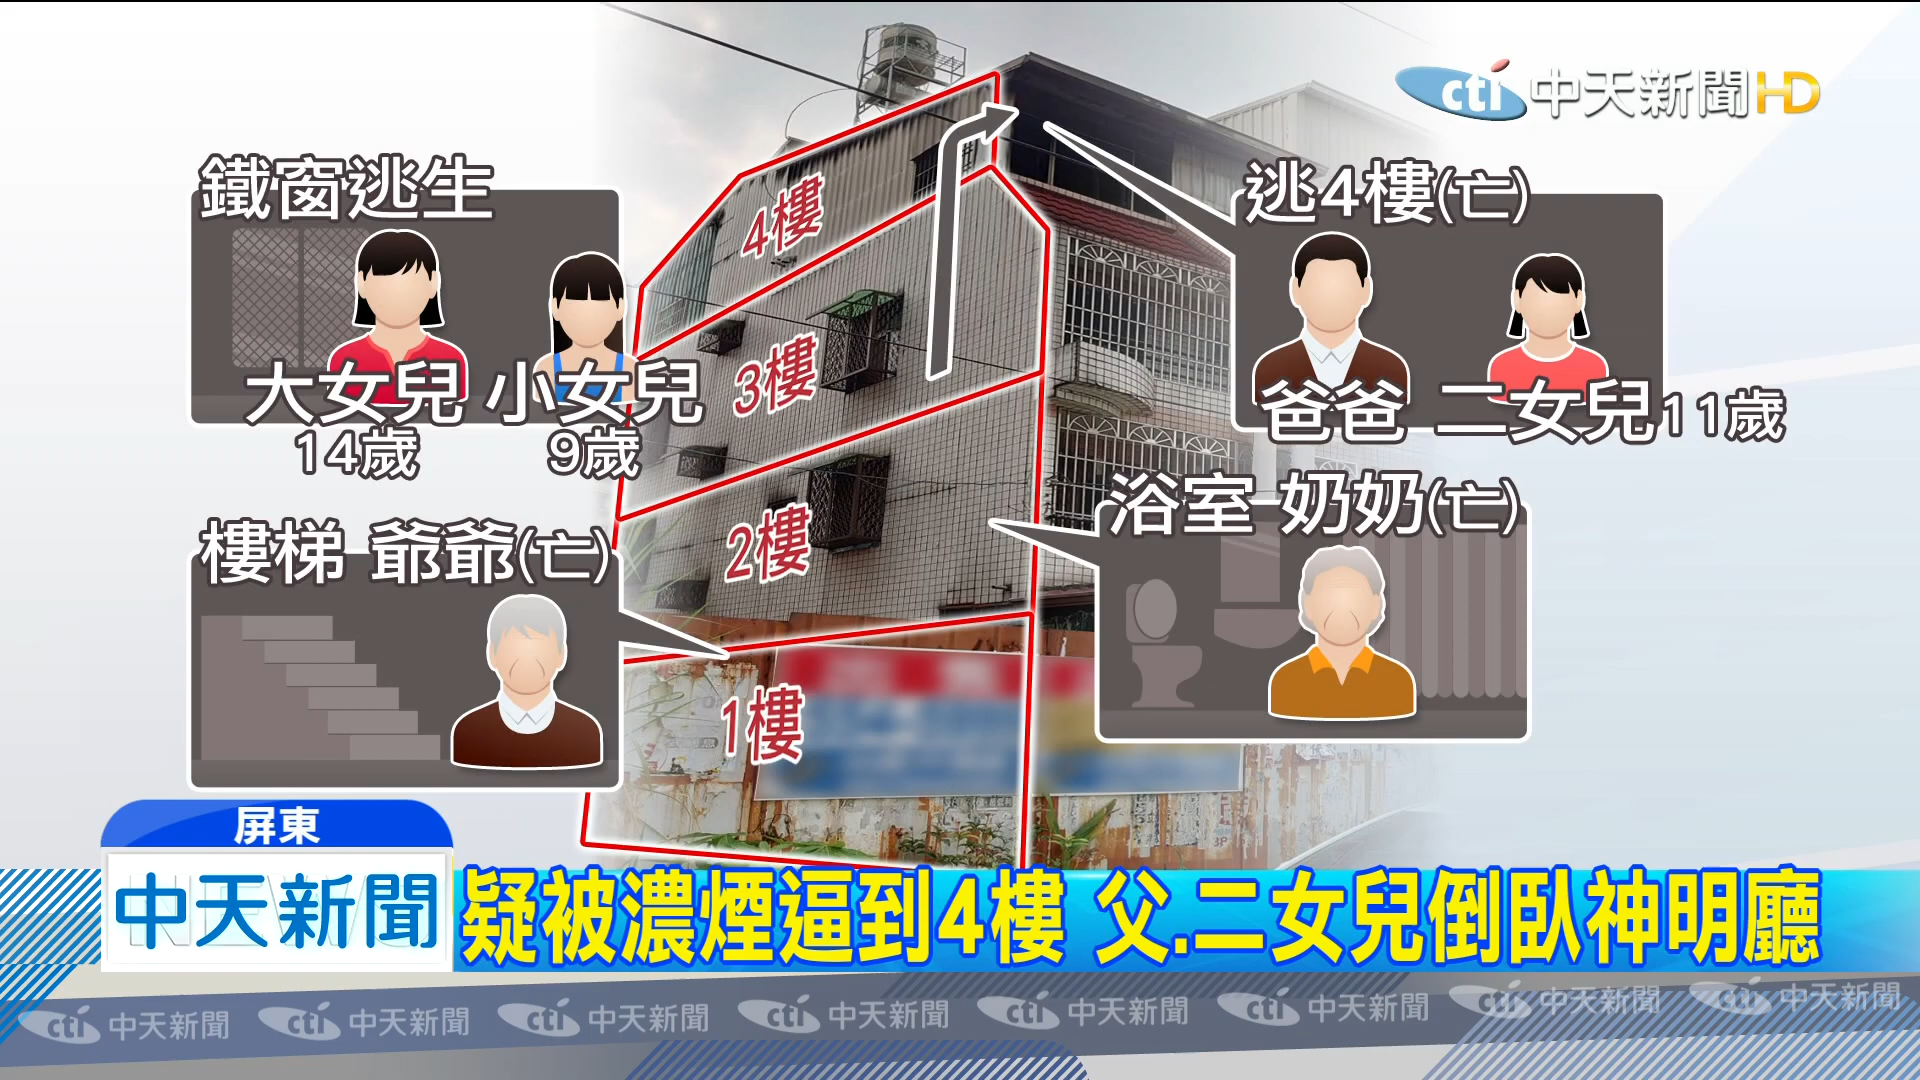 cti 中天新聞HD
鐵窗逃生
大女兒 小女兒
14歲 9歲
逃4樓(亡)
爸爸 二女兒11歲
樓梯 爺爺(亡)
浴室 奶奶(亡)
4樓
3樓
2樓
1樓
屏東
中天新聞
疑被濃煙逼到4樓 父.二女兒倒臥神明廳
cti 中天新聞 cti 中天新聞 cti 中天新聞 cti 中天新聞 cti 中天新聞 cti 中天新聞 cti 中天新聞 cti 中天新聞